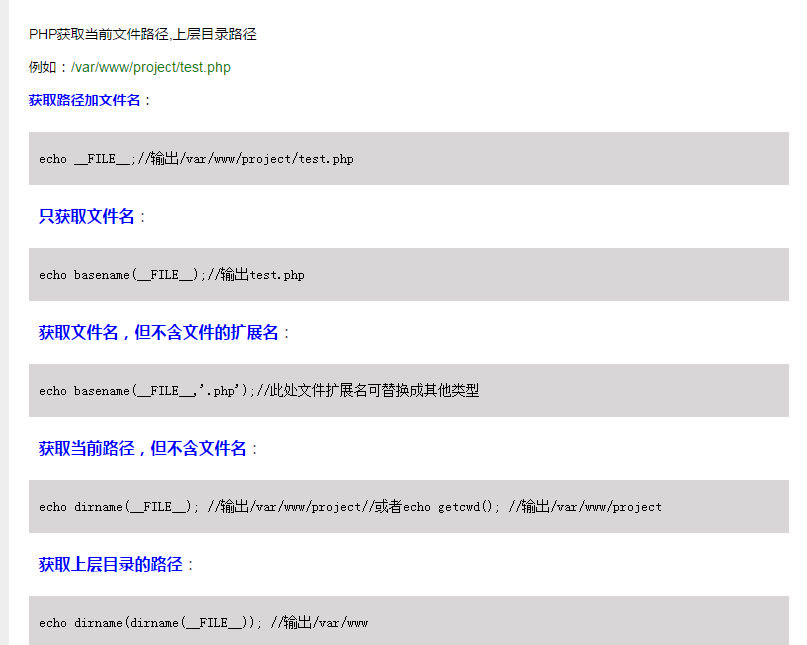 PHP获取当前文件路径,上层目录路径
例如：/var/www/project/test.php
获取路径加文件名：
echo __FILE__;//输出/var/www/project/test.php
只获取文件名：
echo basename(__FILE__);//输出test.php
获取文件名，但不含文件的扩展名：
echo basename(__FILE__,'.php');//此处文件扩展名可替换成其他类型
获取当前路径，但不含文件名：
echo dirname(__FILE__); //输出/var/www/project//或者echo getcwd(); //输出/var/www/project
获取上层目录的路径：
echo dirname(dirname(__FILE__)); //输出/var/www